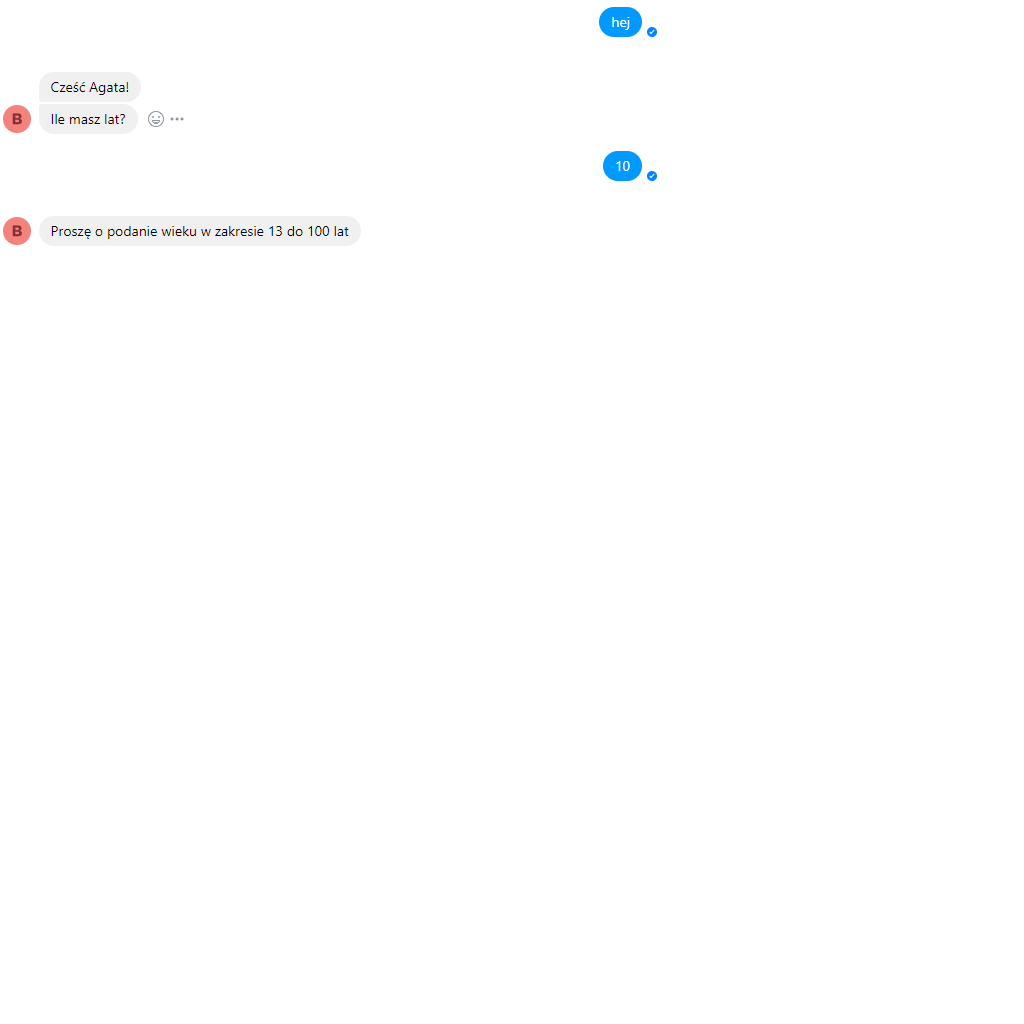 hej
Cześć Agata!
B
Ile masz lat?
10
B
Proszę o podanie wieku w zakresie 13 do 100 lat